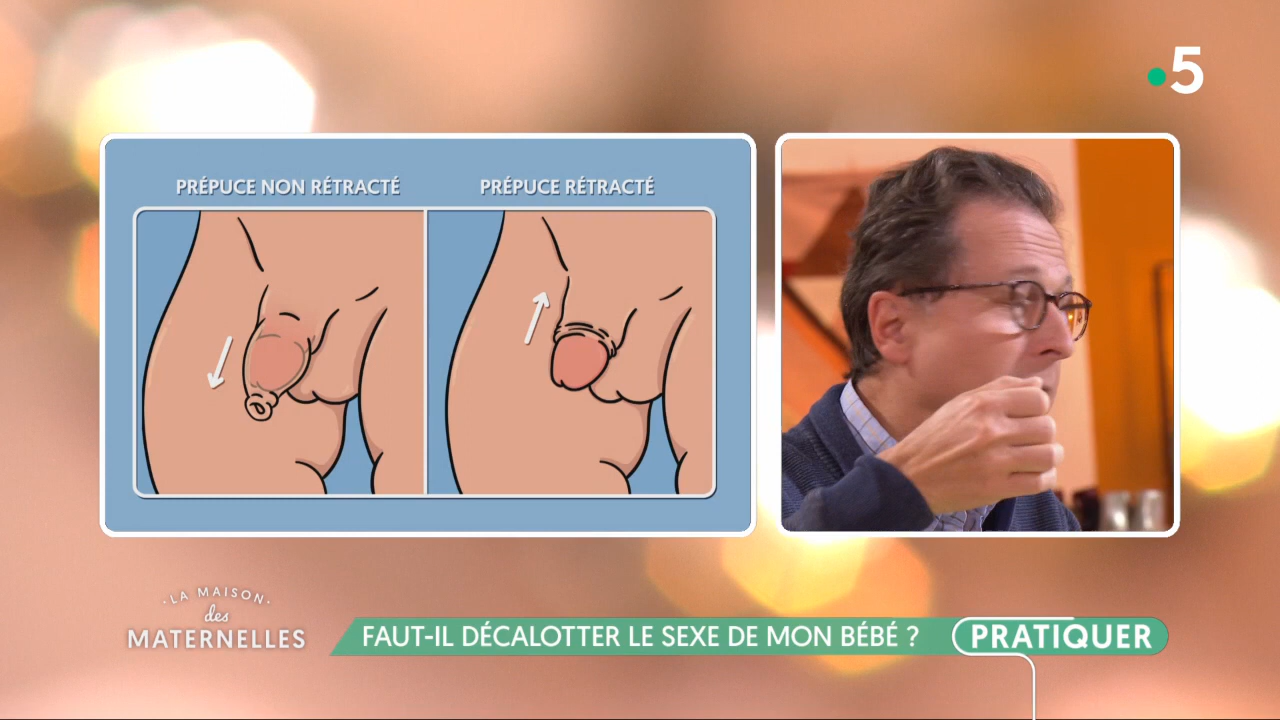 5
PRÉPUCE NON RÉTRACTÉ
PRÉPUCE RÉTRACTÉ
·LA MAISON·
des
MATERNELLES
FAUT-IL DÉCALOTTER LE SEXE DE MON BÉBÉ ?
PRATIQUER